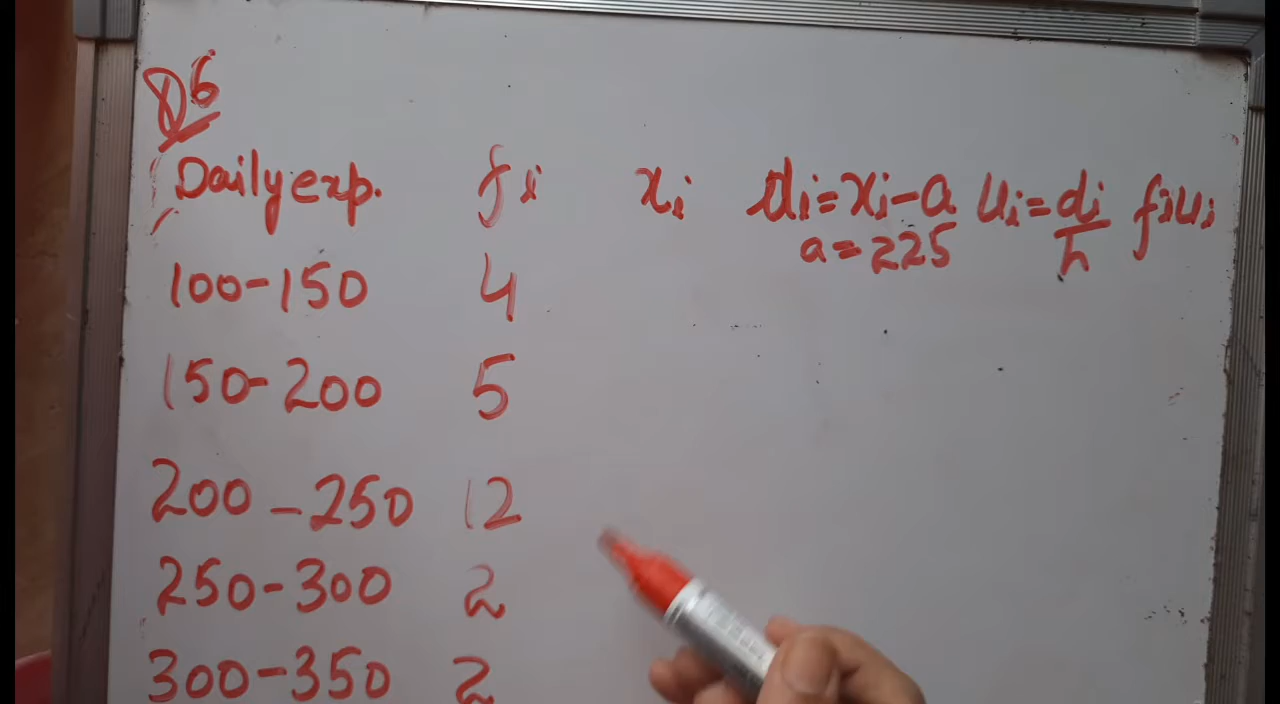 Q6
Daily exp. fi xi di=xi-a ui=di/h fiui
a=225
100-150 4
150-200 5
200-250 12
250-300 2
300-350 2